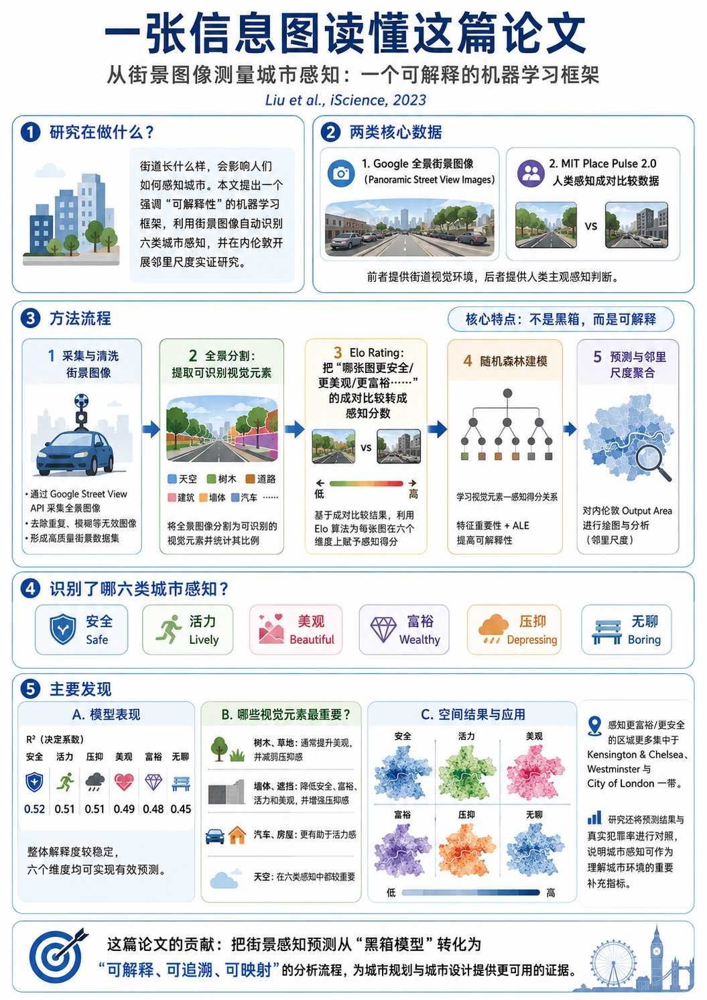 一张信息图读懂这篇论文
从街景图像测量城市感知：一个可解释的机器学习框架
Liu et al., iScience, 2023
1 研究在做什么？
街道长什么样，会影响人们
如何感知城市。本文提出一个
强调“可解释性”的机器学习
框架，利用街景图像自动识别
六类城市感知，并在内伦敦开
展邻里尺度实证研究。
2 两类核心数据
1. Google 全景街景图像
(Panoramic Street View Images)
2. MIT Place Pulse 2.0
人类感知成对比较数据
VS
前者提供街道视觉环境，后者提供人类主观感知判断。
3 方法流程
核心特点：不是黑箱，而是可解释
1 采集与清洗
街景图像
• 通过 Google Street View
API 采集全景图像
• 去除重复、模糊等无效图像
• 形成高质量街景数据集
2 全景分割：
提取可识别视觉元素
天空 树木 道路
建筑 墙体 汽车 ……
将全景图像分割为可识别的
视觉元素并统计其比例
3 Elo Rating：
把“哪张图更安全/
更美观/更富裕……”
的成对比较转成
感知分数
VS
低 高
基于成对比较结果，利用
Elo 算法为每张图在六个
维度上赋予感知得分
4 随机森林建模
学习视觉元素—感知得分关系
特征重要性 + ALE
提高可解释性
5 预测与邻里
尺度聚合
对内伦敦 Output Area
进行绘图与分析
（邻里尺度）
4 识别了哪六类城市感知？
安全
Safe
活力
Lively
美观
Beautiful
富裕
Wealthy
压抑
Depressing
无聊
Boring
5 主要发现
A. 模型表现
R²（决定系数）
安全 活力 压抑 美观 富裕 无聊
0.52 0.51 0.51 0.49 0.48 0.45
整体解释度较稳定，
六个维度均可实现有效预测。
B. 哪些视觉元素最重要？
树木、草地：通常提升美观，
并减弱压抑感
墙体、遮挡：降低安全、富裕、
活力和美观，并增强压抑感
汽车、房屋：更有助于活力感
天空：在六类感知中都较重要
C. 空间结果与应用
安全 活力 美观
富裕 压抑 无聊
低 高
感知更富裕/更安全
的区域更多集中于
Kensington & Chelsea、
Westminster 与
City of London 一带。
研究还将预测结果与
真实犯罪率进行对照，
说明城市感知可作为
理解城市环境的重要
补充指标。
这篇论文的贡献：把街景感知预测从“黑箱模型”转化为
“可解释、可追溯、可映射”的分析流程，为城市规划与城市设计提供更可用的证据。